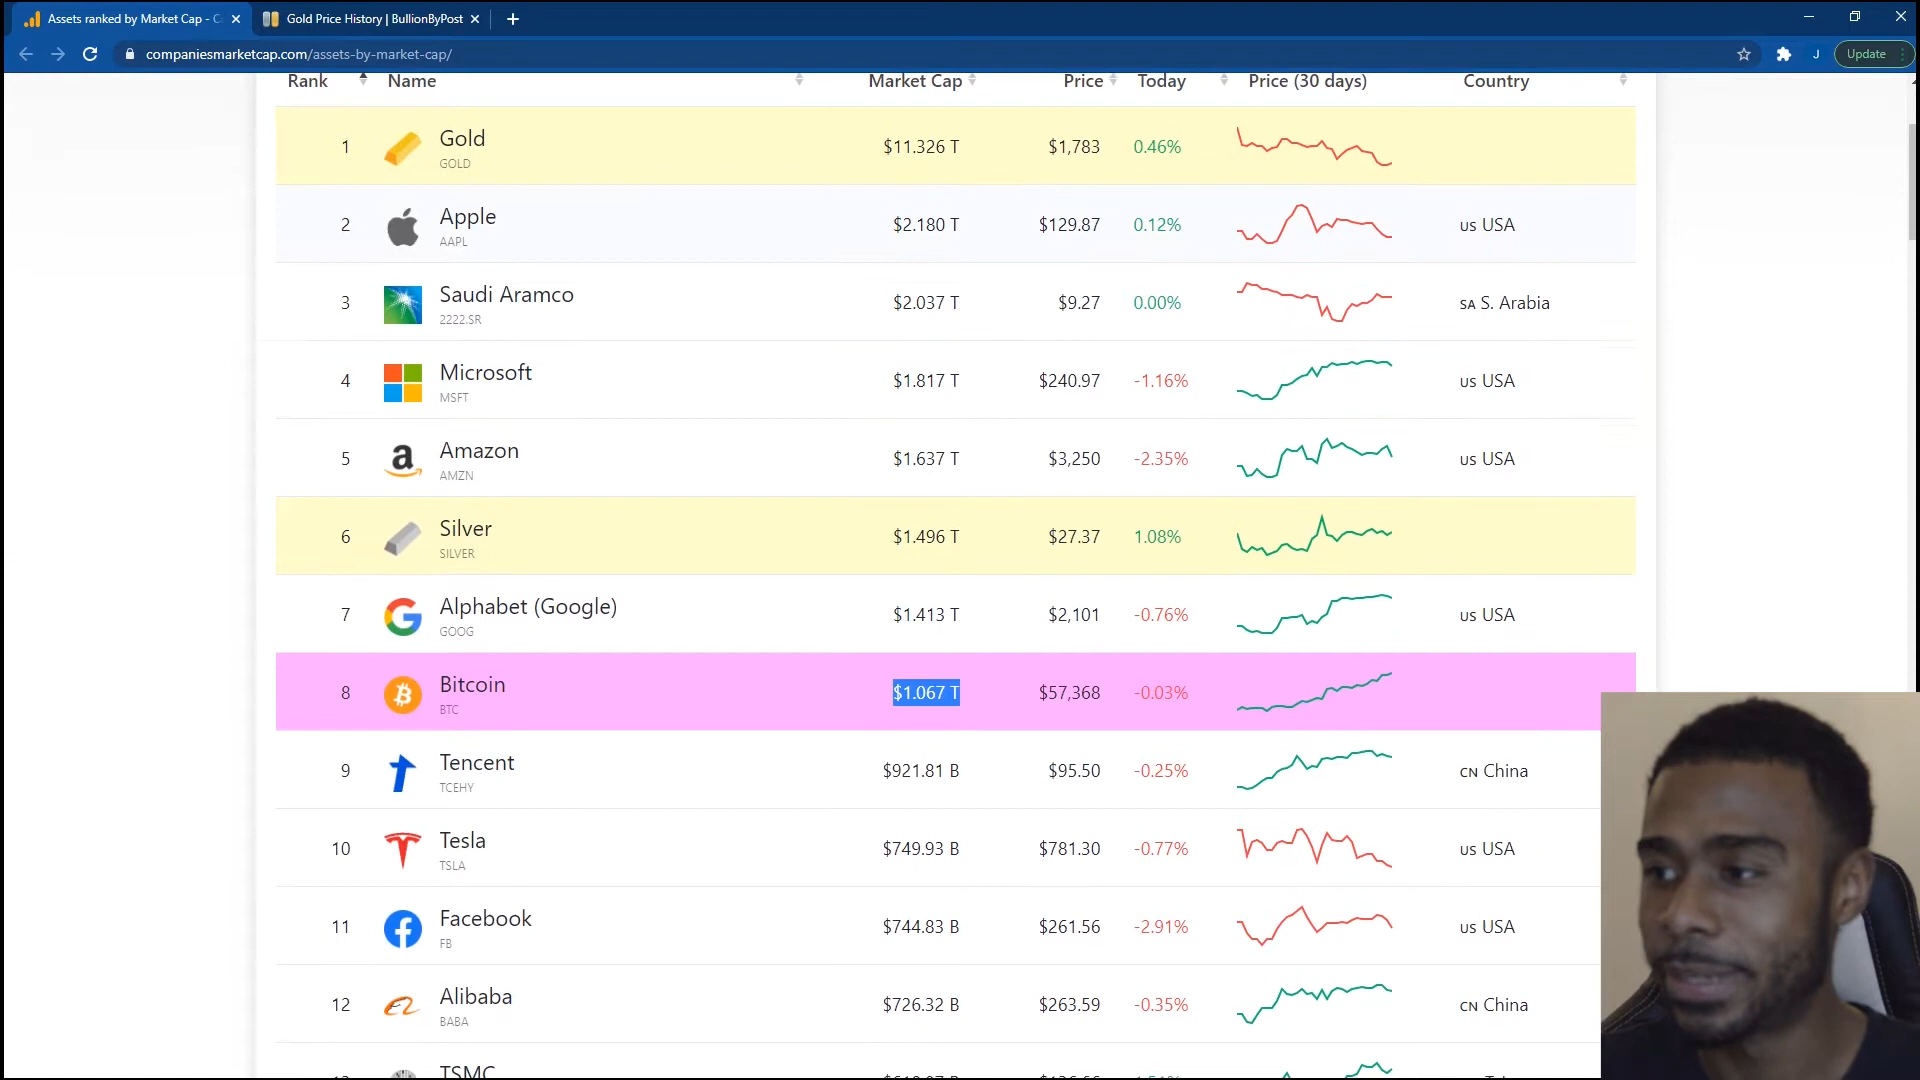 Assets ranked by Market Cap - C
Gold Price History | BullionByPost
companiesmarketcap.com/assets-by-market-cap/
J
Update
Rank Name Market Cap Price Today Price (30 days) Country
1 Gold $11.326 T $1,783 0.46%
GOLD
2 Apple $2.180 T $129.87 0.12% us USA
AAPL
3 Saudi Aramco $2.037 T $9.27 0.00% SA S. Arabia
2222.SR
4 Microsoft $1.817 T $240.97 -1.16% us USA
MSFT
5 Amazon $1.637 T $3,250 -2.35% us USA
AMZN
6 Silver $1.496 T $27.37 1.08%
SILVER
7 Alphabet (Google) $1.413 T $2,101 -0.76% us USA
GOOG
8 Bitcoin $1.067 T $57,368 -0.03%
BTC
9 Tencent $921.81 B $95.50 -0.25% CN China
TCEHY
10 Tesla $749.93 B $781.30 -0.77% us USA
TSLA
11 Facebook $744.83 B $261.56 -2.91% us USA
FB
12 Alibaba $726.32 B $263.59 -0.35% CN China
BABA
TSMC